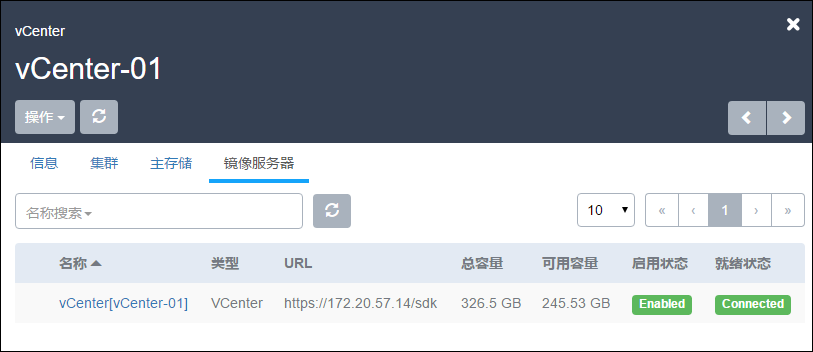 vCenter
vCenter-01
操作
信息 集群 主存储 镜像服务器
名称搜索 10 « ‹ 1 › »
名称 类型 URL 总容量 可用容量 启用状态 就绪状态
vCenter[vCenter-01] VCenter https://172.20.57.14/sdk 326.5 GB 245.53 GB Enabled Connected